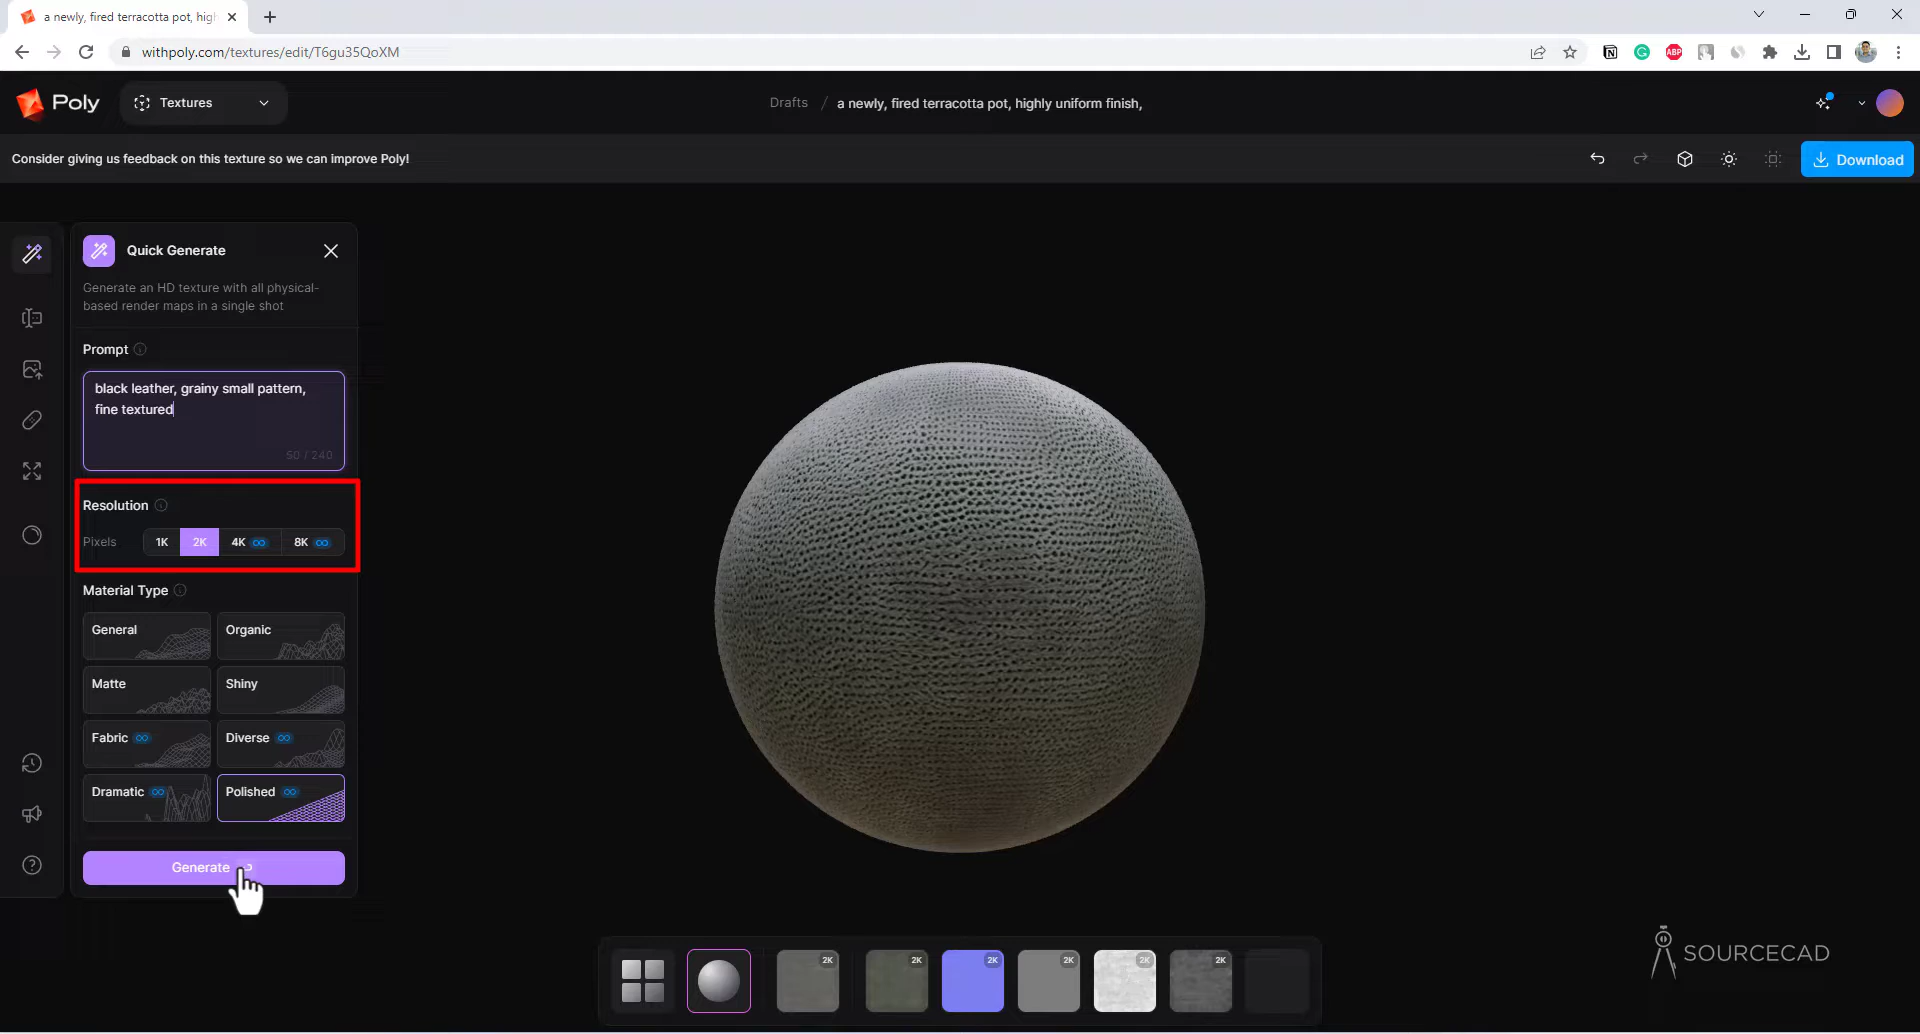 a newly, fired terracotta pot, high
withpoly.com/textures/edit/T6gu35QoXM
ABP
Poly
Textures
Drafts / a newly, fired terracotta pot, highly uniform finish,
Consider giving us feedback on this texture so we can improve Poly!
Download
Quick Generate
Generate an HD texture with all physical-
based render maps in a single shot
Prompt
black leather, grainy small pattern,
fine textured
50 / 240
Resolution
Pixels 1K 2K 4K 8K
Material Type
General Organic
Matte Shiny
Fabric Diverse
Dramatic Polished
Generate
2K 2K 2K 2K 2K 2K
SOURCECAD